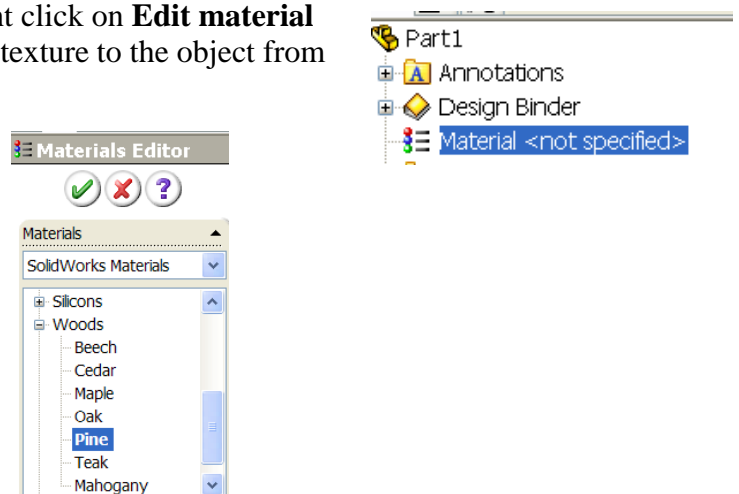 nt click on Edit material
texture to the object from
Part1
Annotations
Design Binder
Material <not specified>
Materials Editor
Materials
SolidWorks Materials
Silicons
Woods
Beech
Cedar
Maple
Oak
Pine
Teak
Mahogany